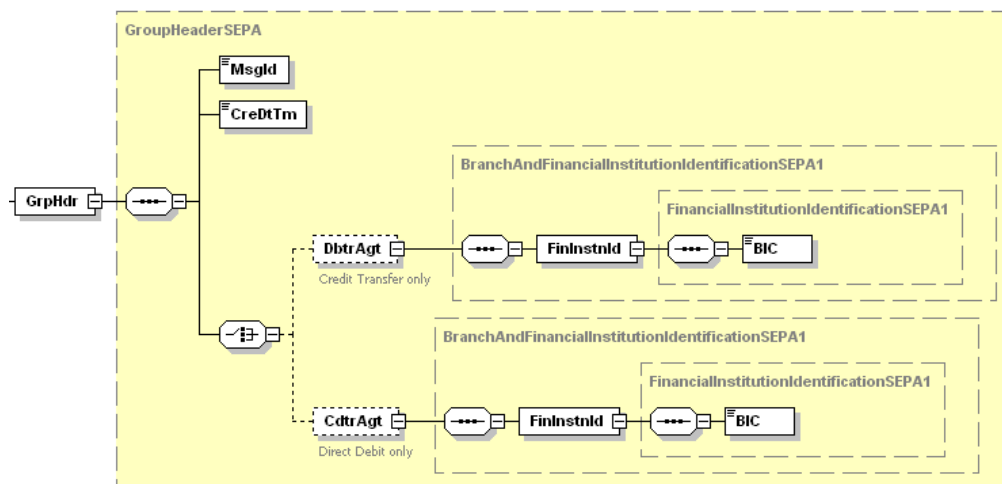 GroupHeaderSEPA
MsgId
CreDtTm
GrpHdr
BranchAndFinancialInstitutionIdentificationSEPA1
FinancialInstitutionIdentificationSEPA1
DbtrAgt
FinInstnId
BIC
Credit Transfer only
BranchAndFinancialInstitutionIdentificationSEPA1
FinancialInstitutionIdentificationSEPA1
CdtrAgt
FinInstnId
BIC
Direct Debit only